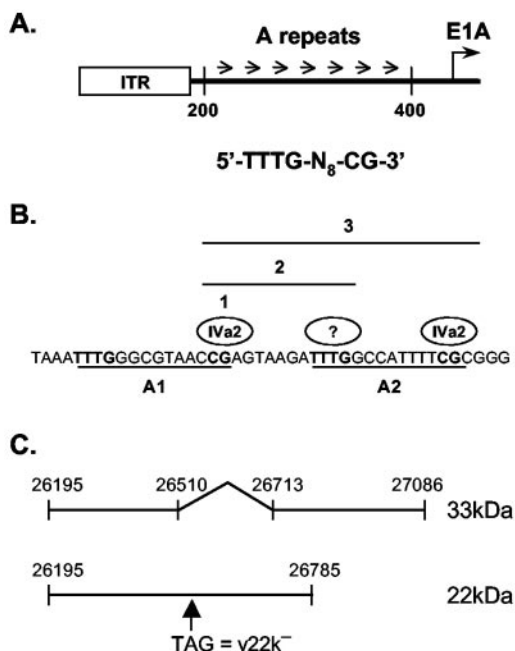 A.
A repeats
E1A
ITR
200
400
5’-TTTG-N8-CG-3’
B.
3
2
1
IVa2
?
IVa2
TAAATTTGGGCGTAACCGAGTAAGATTTGGCCATTTTCGCGGG
A1
A2
C.
26195
26510
26713
27086
33kDa
26195
26785
22kDa
TAG = v22k–